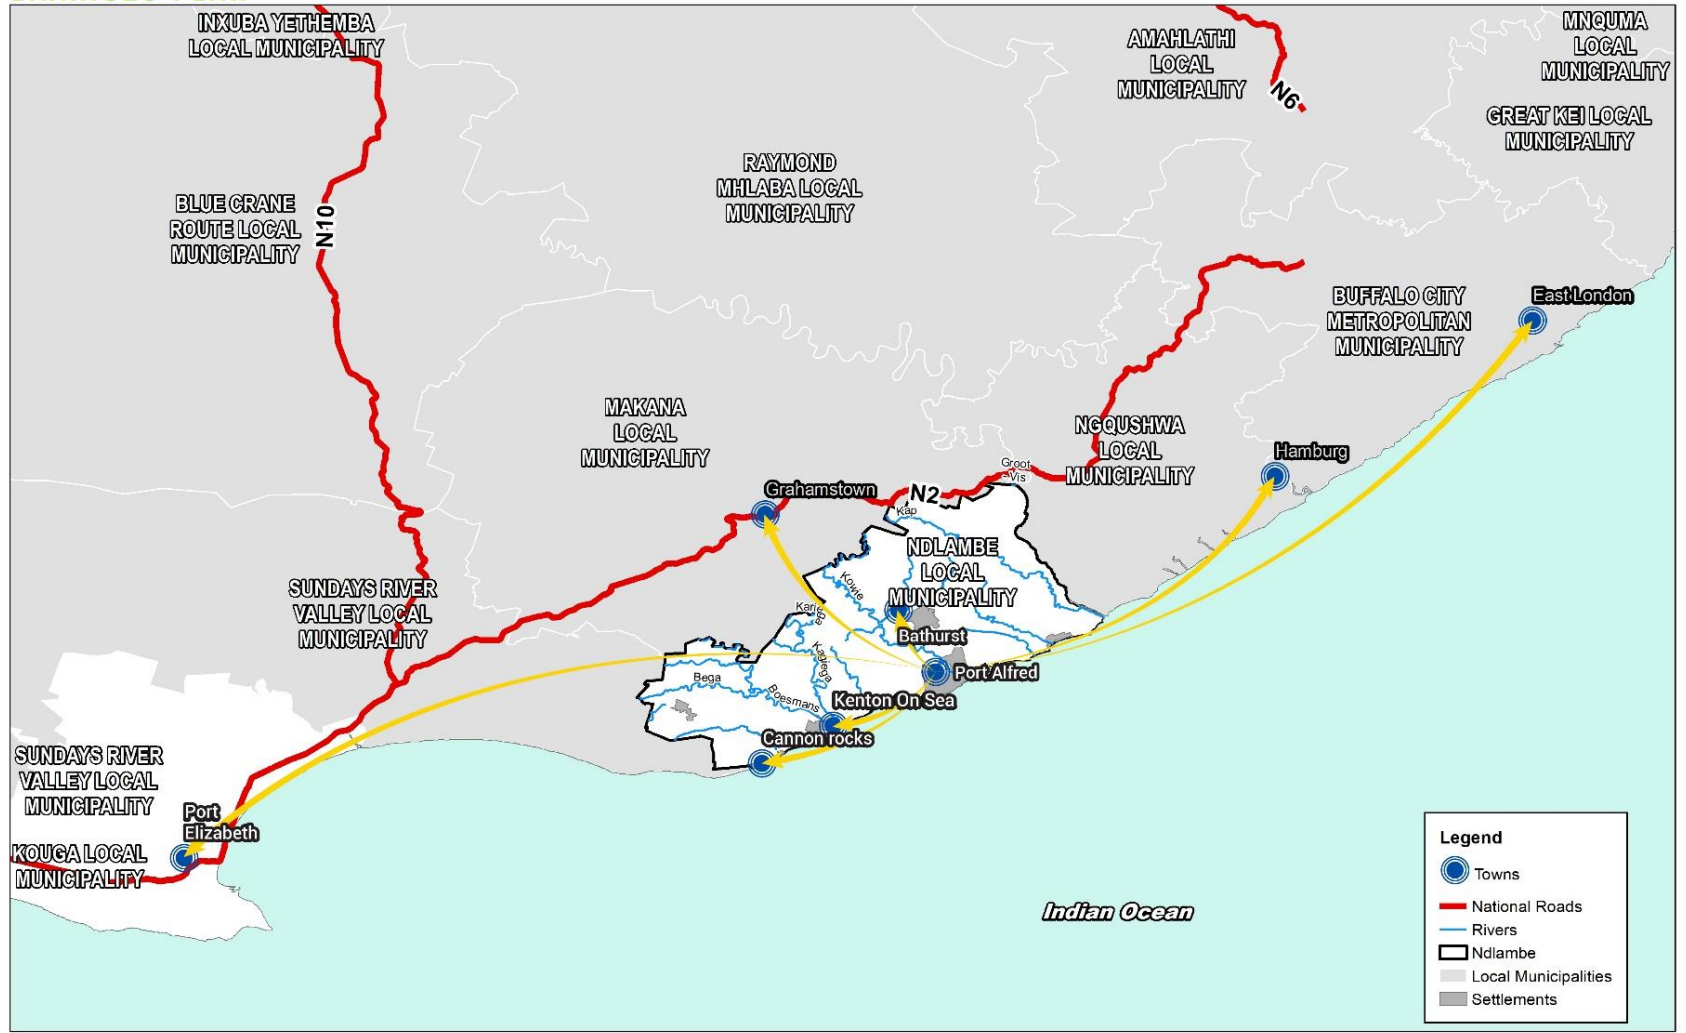 INXUBA YETHEMBA
LOCAL MUNICIPALITY
AMAHLATHI
LOCAL
MUNICIPALITY
MNQUMA
LOCAL
MUNICIPALITY
N6
GREAT KEI LOCAL
MUNICIPALITY
RAYMOND
MHLABA LOCAL
MUNICIPALITY
BLUE CRANE
ROUTE LOCAL
MUNICIPALITY
N10
BUFFALO CITY
METROPOLITAN
MUNICIPALITY
East London
MAKANA
LOCAL
MUNICIPALITY
NGQUSHWA
LOCAL
MUNICIPALITY
Hamburg
Groot
Vis
Grahamstown
N2
Kap
NDLAMBE
LOCAL
MUNICIPALITY
Kowie
SUNDAYS RIVER
VALLEY LOCAL
MUNICIPALITY
Bathurst
Kariega
Kagiega
Port Alfred
Bega
Boesmans
Kenton On Sea
Cannon rocks
SUNDAYS RIVER
VALLEY LOCAL
MUNICIPALITY
Port
Elizabeth
KOUGA LOCAL
MUNICIPALITY
Indian Ocean
Legend
Towns
National Roads
Rivers
Ndlambe
Local Municipalities
Settlements